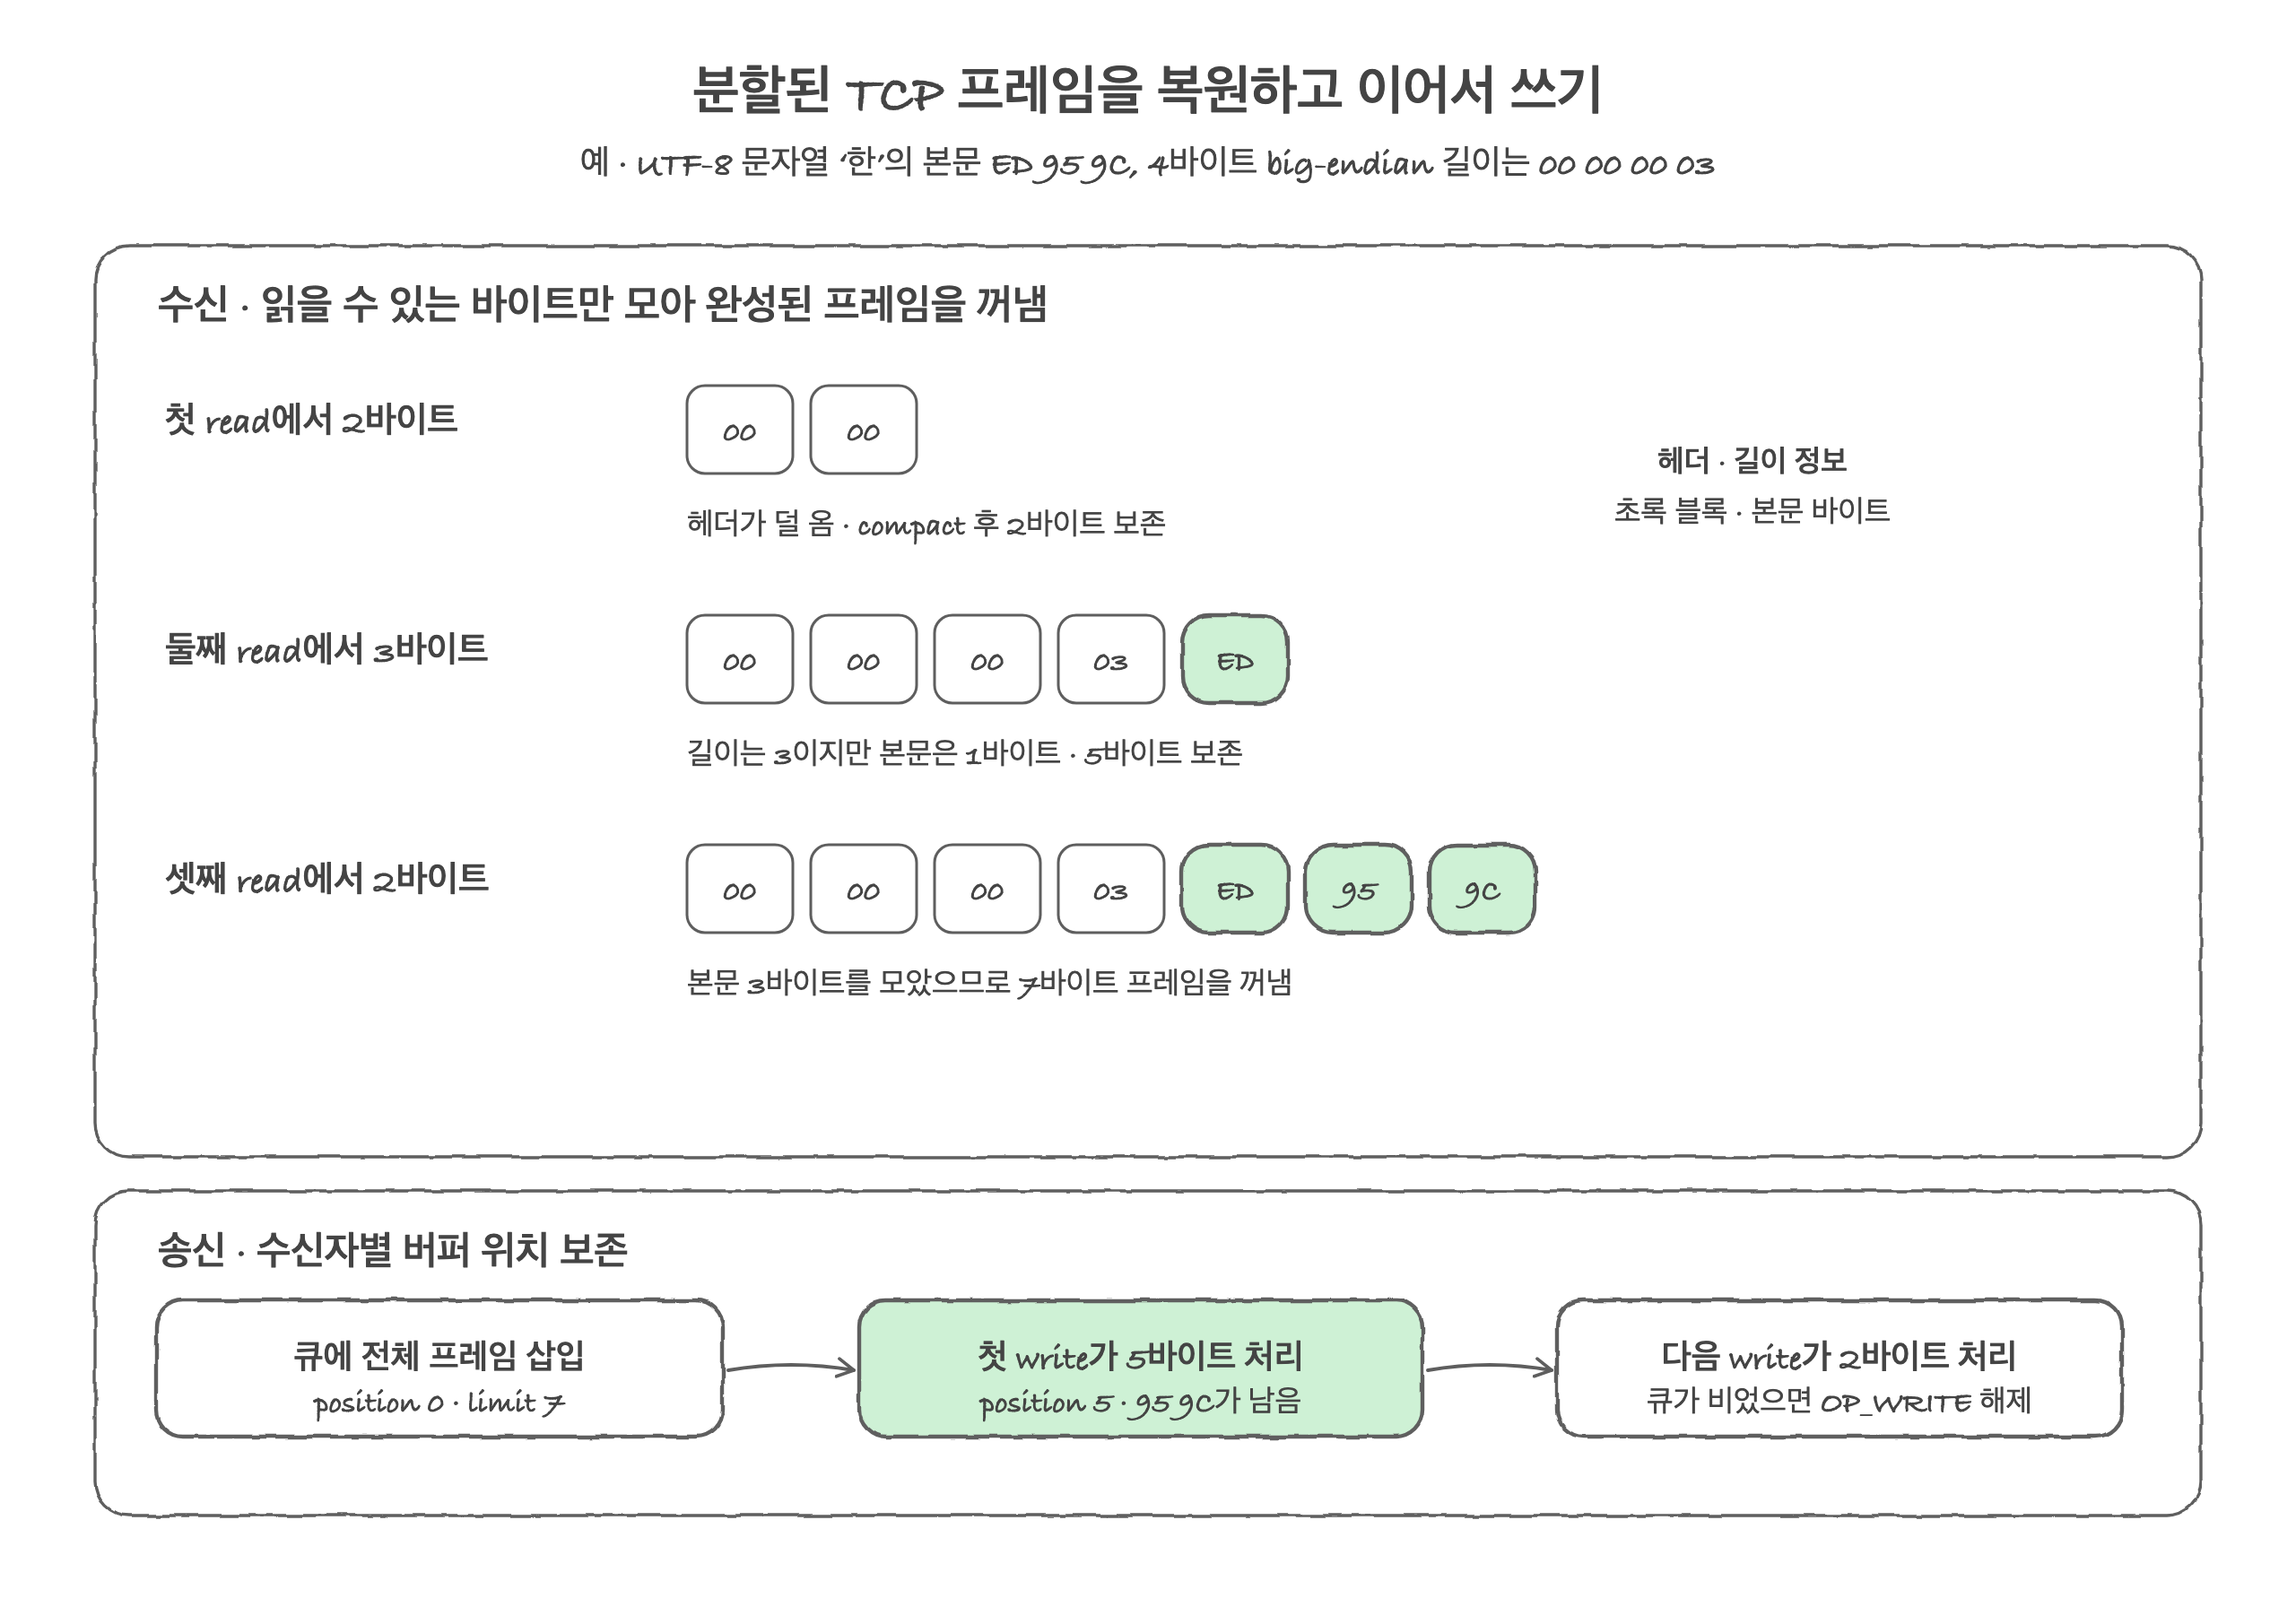 분할된 TCP 프레임을 복원하고 이어서 쓰기
예 · UTF-8 문자열 ‘한’의 본문 ED 95 9C, 4바이트 big-endian 길이는 00 00 00 03
수신 · 읽을 수 있는 바이트만 모아 완성된 프레임을 꺼냄
첫 read에서 2바이트
00 00
헤더가 덜 옴 · compact 후 2바이트 보존
헤더 · 길이 정보
초록 블록 · 본문 바이트
둘째 read에서 3바이트
00 00 00 03 ED
길이는 3이지만 본문은 1바이트 · 5바이트 보존
셋째 read에서 2바이트
00 00 00 03 ED 95 9C
본문 3바이트를 모았으므로 7바이트 프레임을 꺼냄
송신 · 수신자별 버퍼 위치 보존
큐에 전체 프레임 삽입
position 0 · limit 7
첫 write가 5바이트 처리
position 5 · 95 9C가 남음
다음 write가 2바이트 처리
큐가 비었으면 OP_WRITE 해제